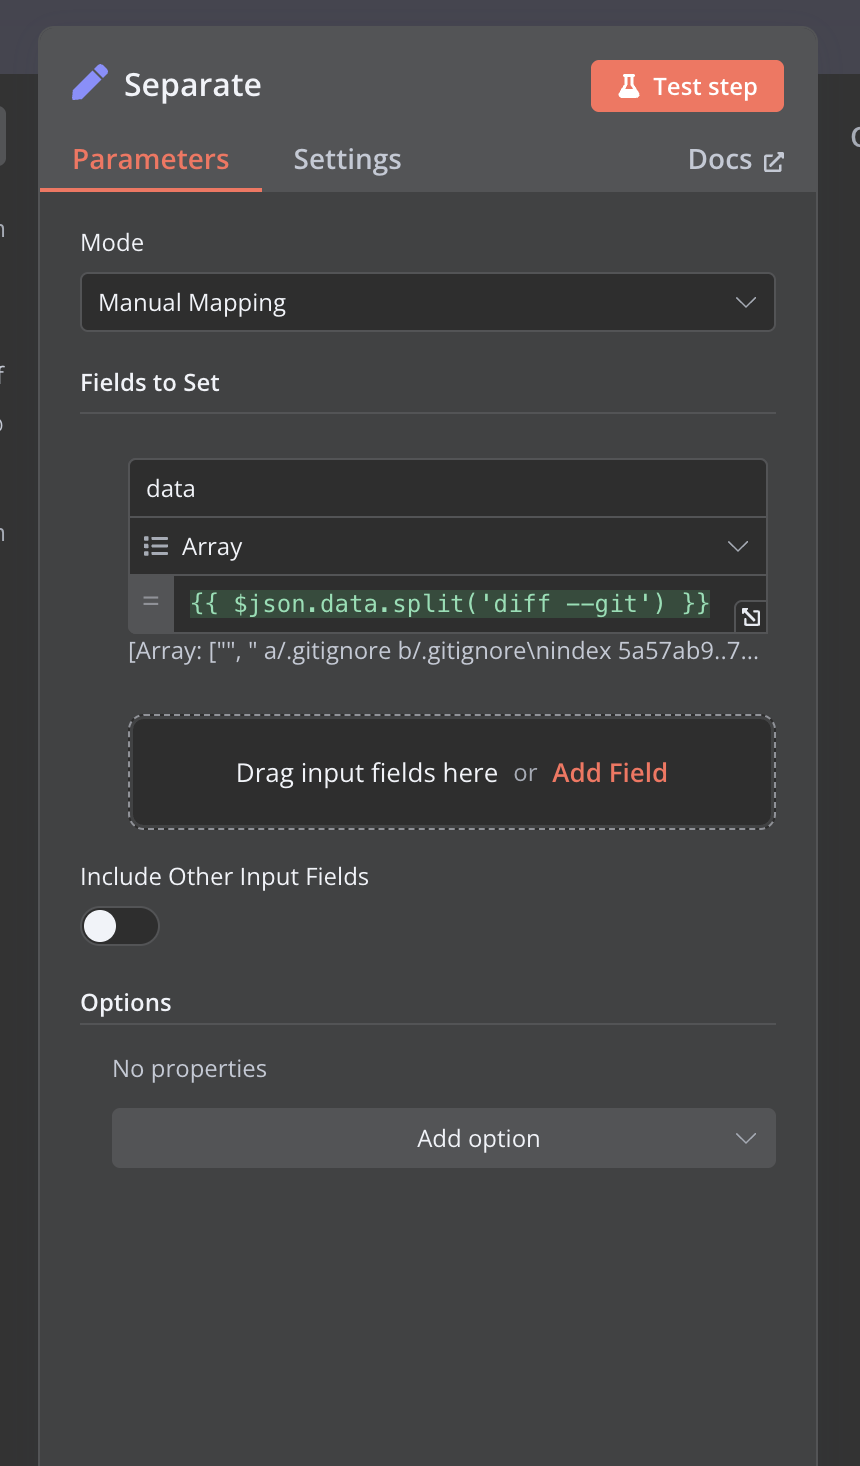 Separate
Test step
Parameters Settings Docs
Mode
Manual Mapping
Fields to Set
data
Array
= {{ $json.data.split('diff --git') }}
[Array: ["", " a/.gitignore b/.gitignore\nindex 5a57ab9..7...
Drag input fields here or Add Field
Include Other Input Fields
Options
No properties
Add option